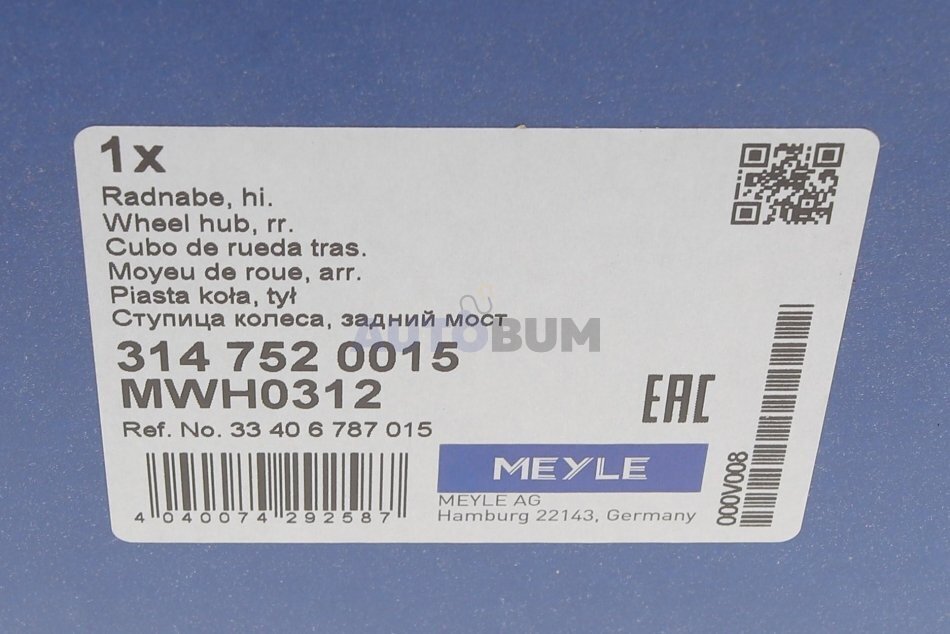 1x
Radnabe, hi.
Wheel hub, rr.
Cubo de rueda tras.
Moyeu de roue, arr.
Piasta koła, tył
Ступица колеса, задний мост
AUTOBUM
314 752 0015
MWH0312
EAC
Ref. No. 33 40 6 787 015
MEYLE
MEYLE AG
Hamburg 22143, Germany
4 040074 292587
000V008